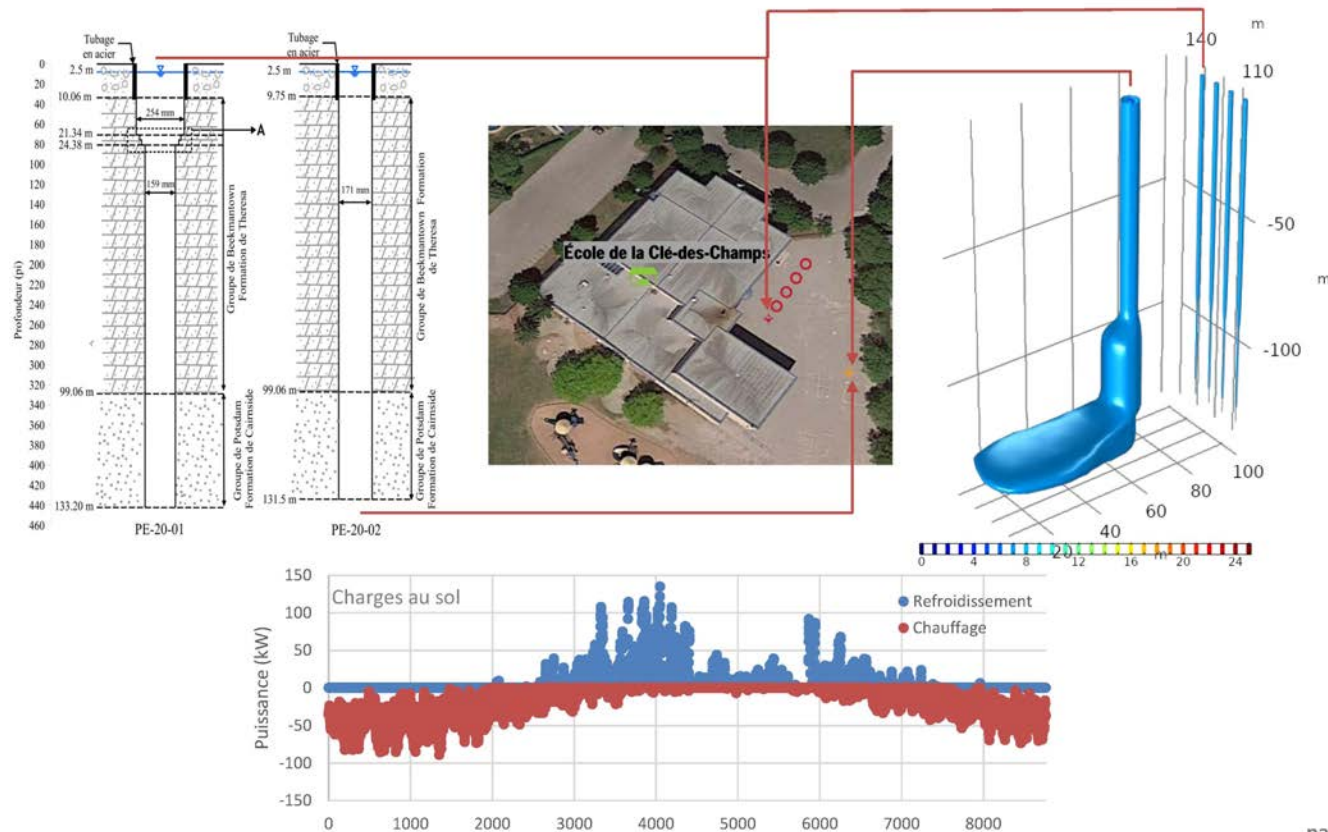 Tubage
en acier
Tubage
en acier
0
20
40
60
80
100
120
140
160
180
200
220
240
260
280
300
320
340
360
380
400
420
440
460
Profondeur (pi)
2.5 m
10.06 m
254 mm
21.34 m
24.38 m
A
159 mm
99.06 m
133.20 m
Groupe de Beekmantown
Formation de Theresa
Groupe de Potsdam
Formation de Cairnside
PE-20-01
2.5 m
9.75 m
171 mm
99.06 m
131.5 m
Groupe de Beekmantown Formation
de Theresa
Groupe de Potsdam
Formation de Cairnside
PE-20-02
École de la Clé-des-Champs
m
140
110
-50
m
-100
100
80
60
40
20
m
0 4 8 12 16 20 24
Charges au sol
Refroidissement
Chauffage
Puissance (kW)
150
100
50
0
-50
-100
-150
0 1000 2000 3000 4000 5000 6000 7000 8000